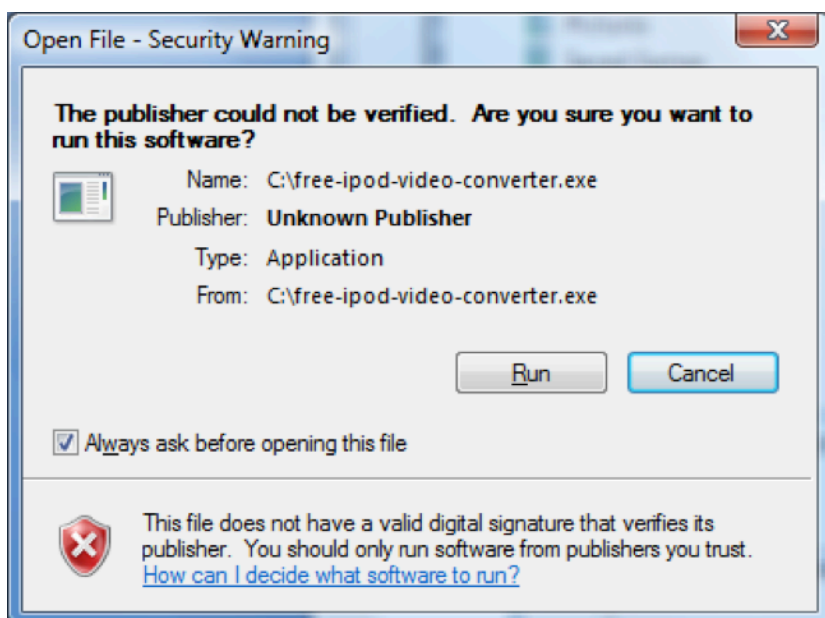 Open File - Security Warning
The publisher could not be verified. Are you sure you want to
run this software?
Name: C:\free-ipod-video-converter.exe
Publisher: Unknown Publisher
Type: Application
From: C:\free-ipod-video-converter.exe
Run Cancel
Always ask before opening this file
This file does not have a valid digital signature that verifies its
publisher. You should only run software from publishers you trust.
How can I decide what software to run?